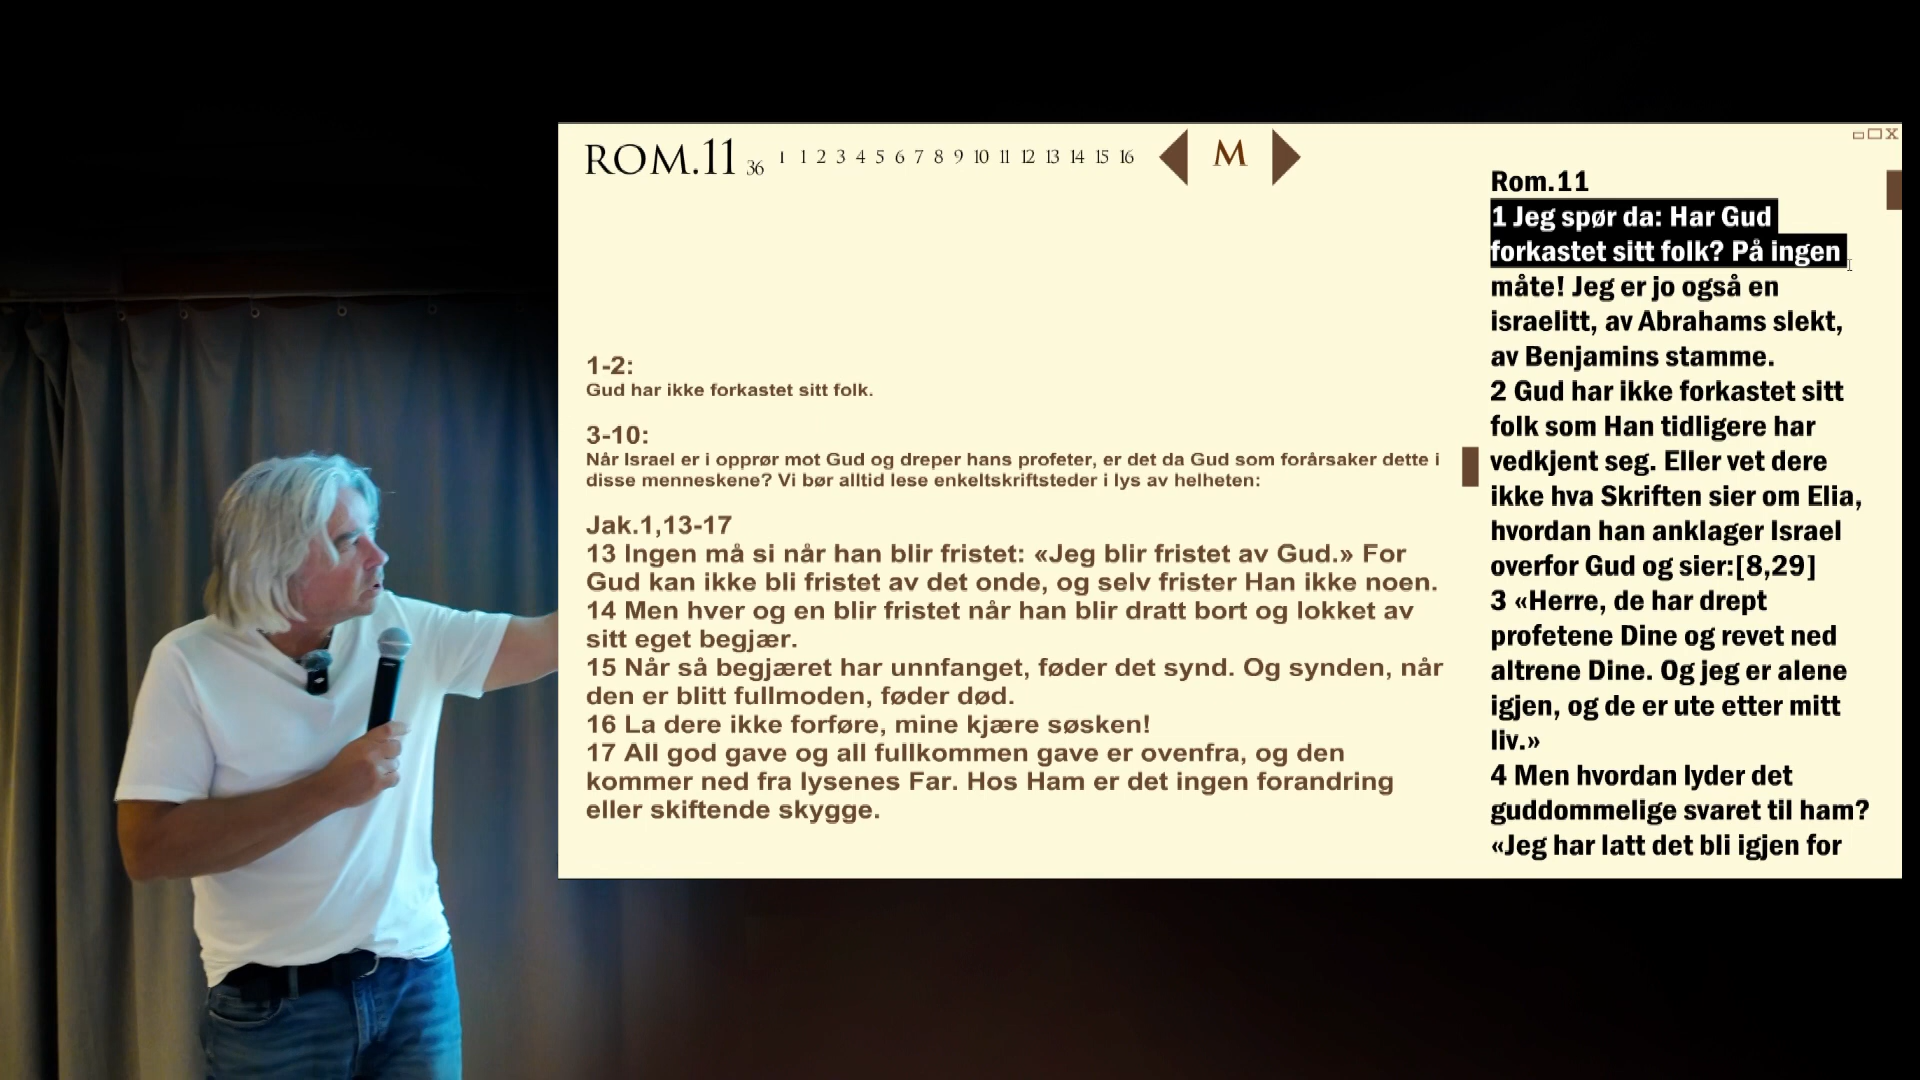 ROM.11 36 1 1 2 3 4 5 6 7 8 9 10 11 12 13 14 15 16 M
1-2:
Gud har ikke forkastet sitt folk.
3-10:
Når Israel er i opprør mot Gud og dreper hans profeter, er det da Gud som forårsaker dette i
disse menneskene? Vi bør alltid lese enkeltskriftsteder i lys av helheten:
Jak.1,13-17
13 Ingen må si når han blir fristet: «Jeg blir fristet av Gud.» For
Gud kan ikke bli fristet av det onde, og selv frister Han ikke noen.
14 Men hver og en blir fristet når han blir dratt bort og lokket av
sitt eget begjær.
15 Når så begjæret har unnfanget, føder det synd. Og synden, når
den er blitt fullmoden, føder død.
16 La dere ikke forføre, mine kjære søsken!
17 All god gave og all fullkommen gave er ovenfra, og den
kommer ned fra lysenes Far. Hos Ham er det ingen forandring
eller skiftende skygge.
Rom.11
1 Jeg spør da: Har Gud
forkastet sitt folk? På ingen
måte! Jeg er jo også en
israelitt, av Abrahams slekt,
av Benjamins stamme.
2 Gud har ikke forkastet sitt
folk som Han tidligere har
vedkjent seg. Eller vet dere
ikke hva Skriften sier om Elia,
hvordan han anklager Israel
overfor Gud og sier:[8,29]
3 «Herre, de har drept
profetene Dine og revet ned
altrene Dine. Og jeg er alene
igjen, og de er ute etter mitt
liv.»
4 Men hvordan lyder det
guddommelige svaret til ham?
«Jeg har latt det bli igjen for